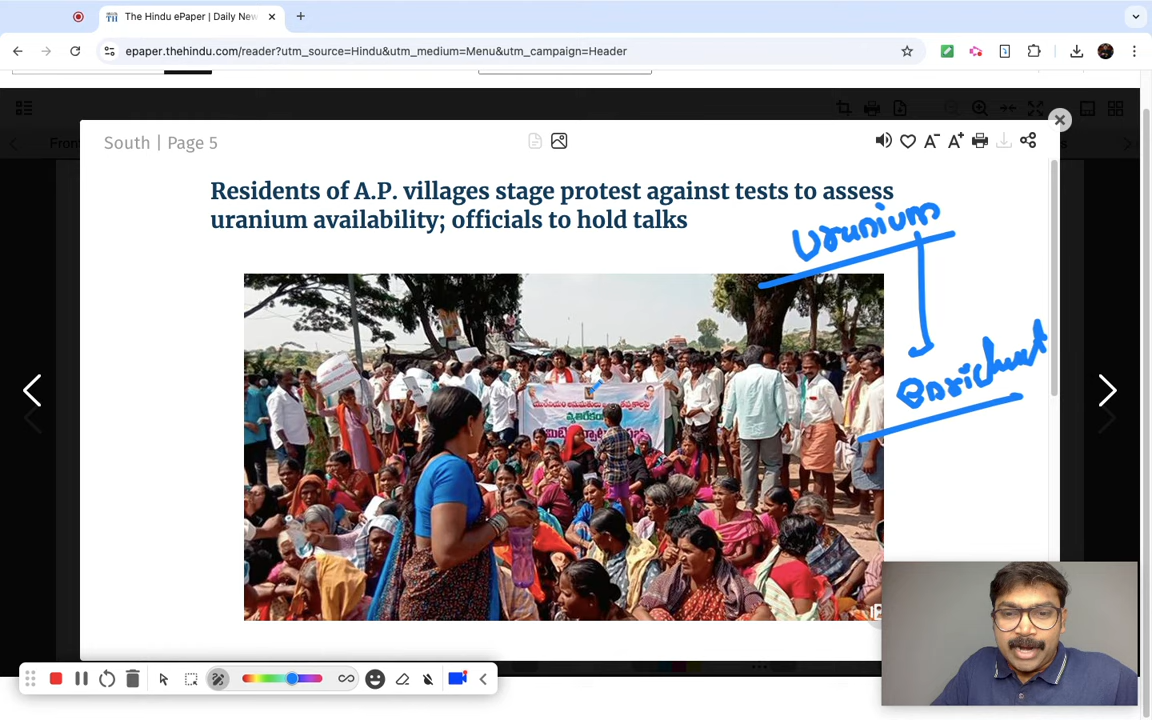 The Hindu ePaper | Daily New
epaper.thehindu.com/reader?utm_source=Hindu&utm_medium=Menu&utm_campaign=Header
South | Page 5
A- A+
Residents of A.P. villages stage protest against tests to assess
uranium availability; officials to hold talks
Uranium
Enrichment